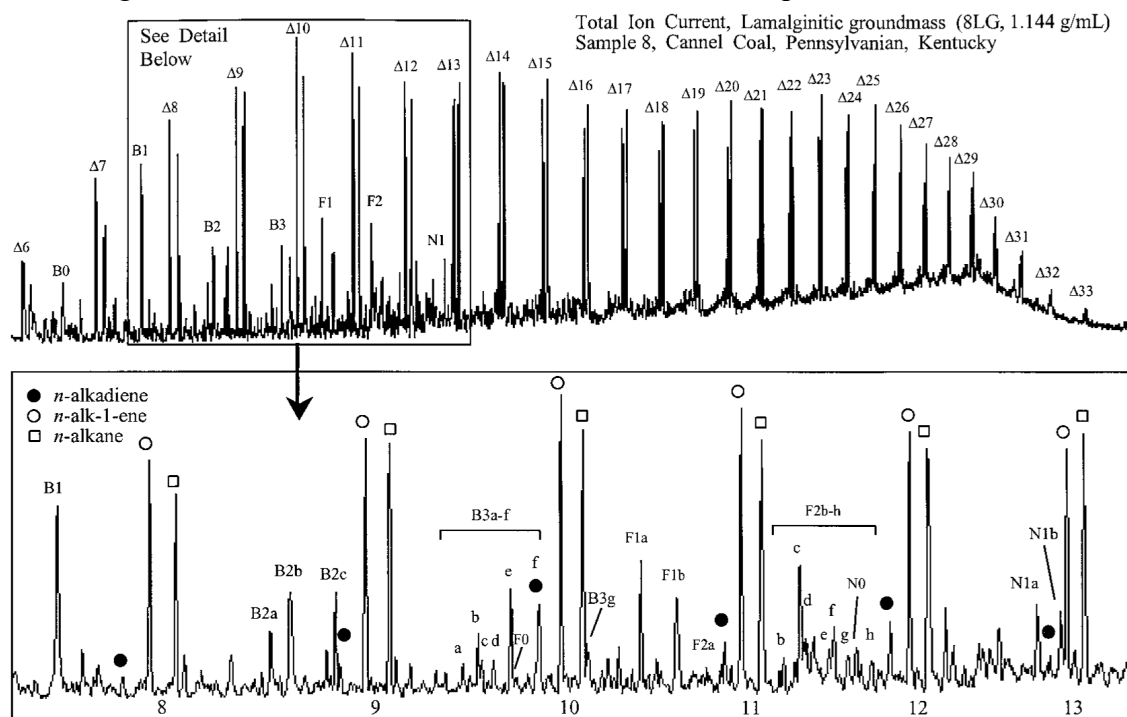 Total Ion Current, Lamalginitic groundmass (8LG, 1.144 g/mL)
Sample 8, Cannel Coal, Pennsylvanian, Kentucky
See Detail
Below
Δ6
B0
Δ7
B1
Δ8
B2
Δ9
B3
Δ10
F1
Δ11
F2
Δ12
N1
Δ13
Δ14
Δ15
Δ16
Δ17
Δ18
Δ19
Δ20
Δ21
Δ22
Δ23
Δ24
Δ25
Δ26
Δ27
Δ28
Δ29
Δ30
Δ31
Δ32
Δ33
n-alkadiene
n-alk-1-ene
n-alkane
B1
B2a
B2b
B2c
B3a-f
a
b
c
d
e
F0
f
B3g
F1a
F1b
F2a
F2b-h
b
c
d
e
f
g
N0
h
N1a
N1b
8
9
10
11
12
13